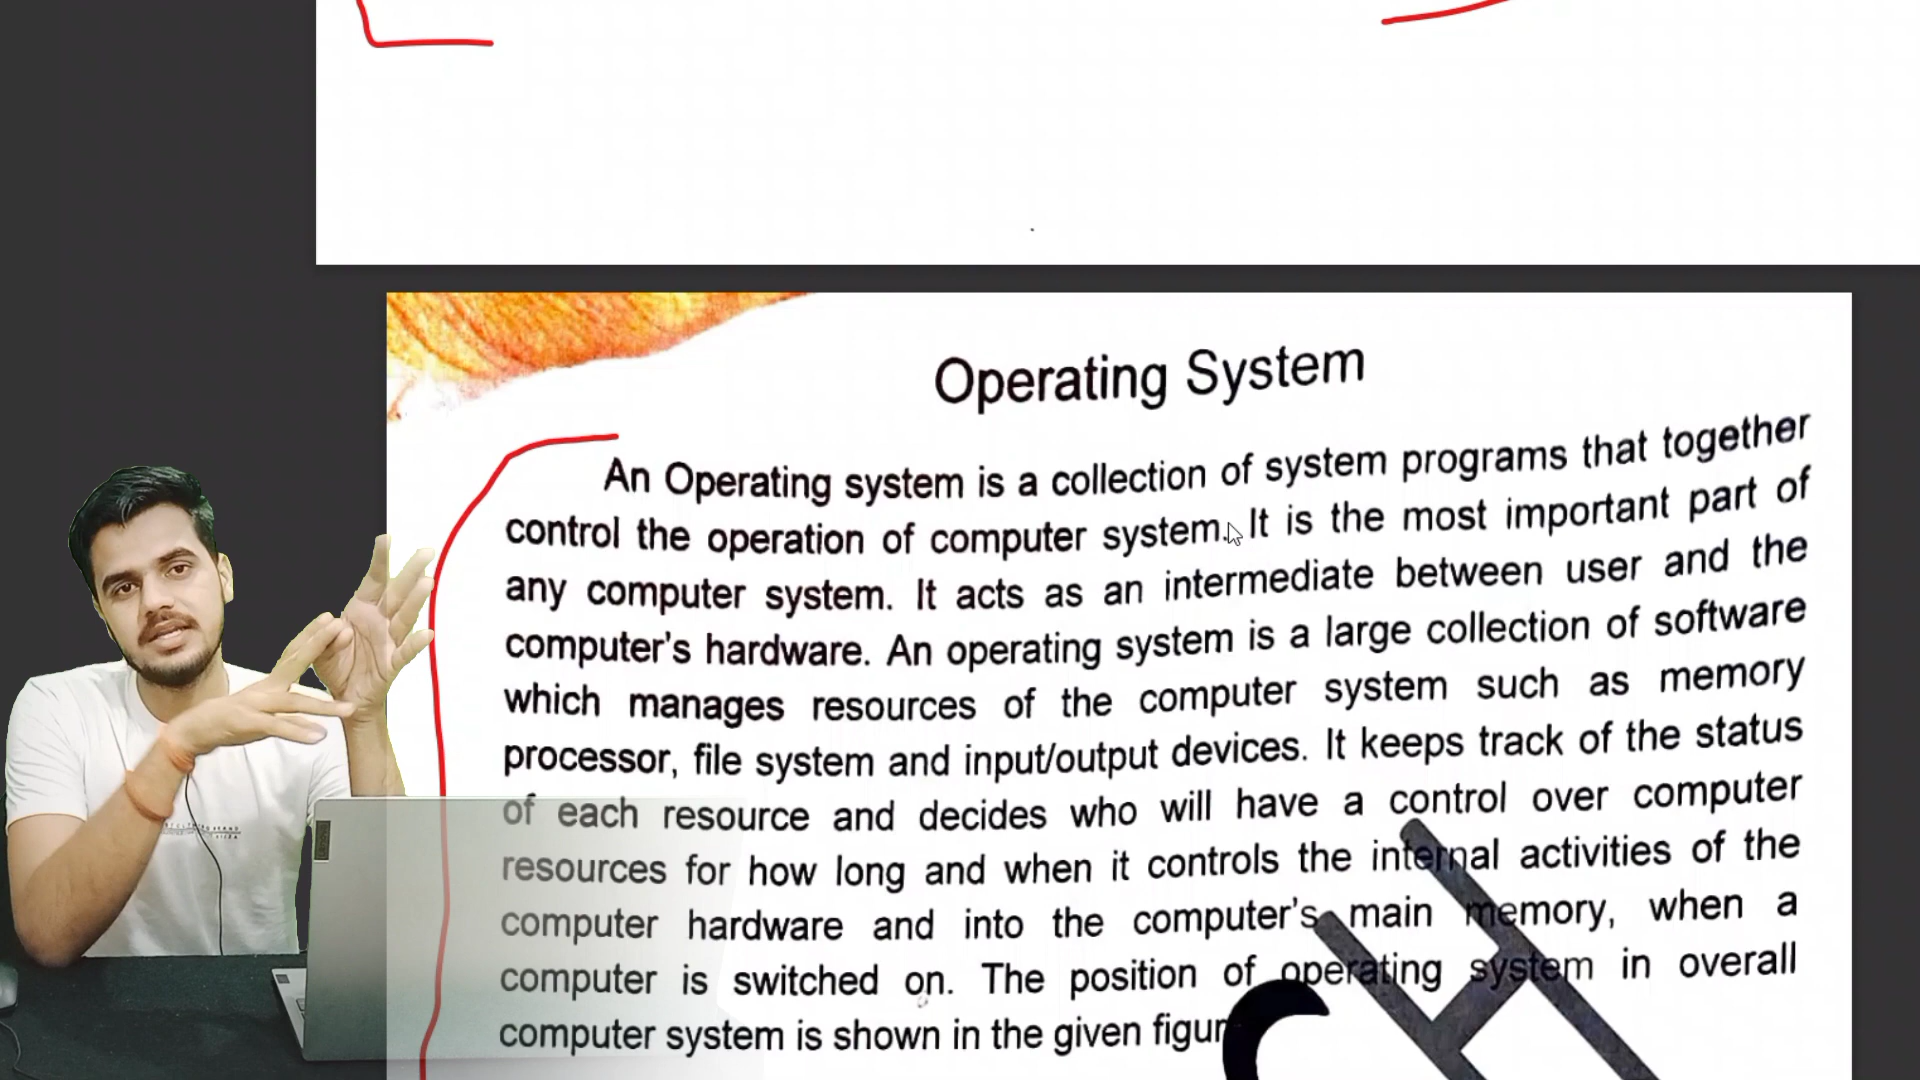 Operating System
An Operating system is a collection of system programs that together
control the operation of computer system. It is the most important part of
any computer system. It acts as an intermediate between user and the
computer's hardware. An operating system is a large collection of software
which manages resources of the computer system such as memory
processor, file system and input/output devices. It keeps track of the status
of each resource and decides who will have a control over computer
resources for how long and when it controls the internal activities of the
computer hardware and into the computer's main memory, when a
computer is switched on. The position of operating system in overall
computer system is shown in the given figur